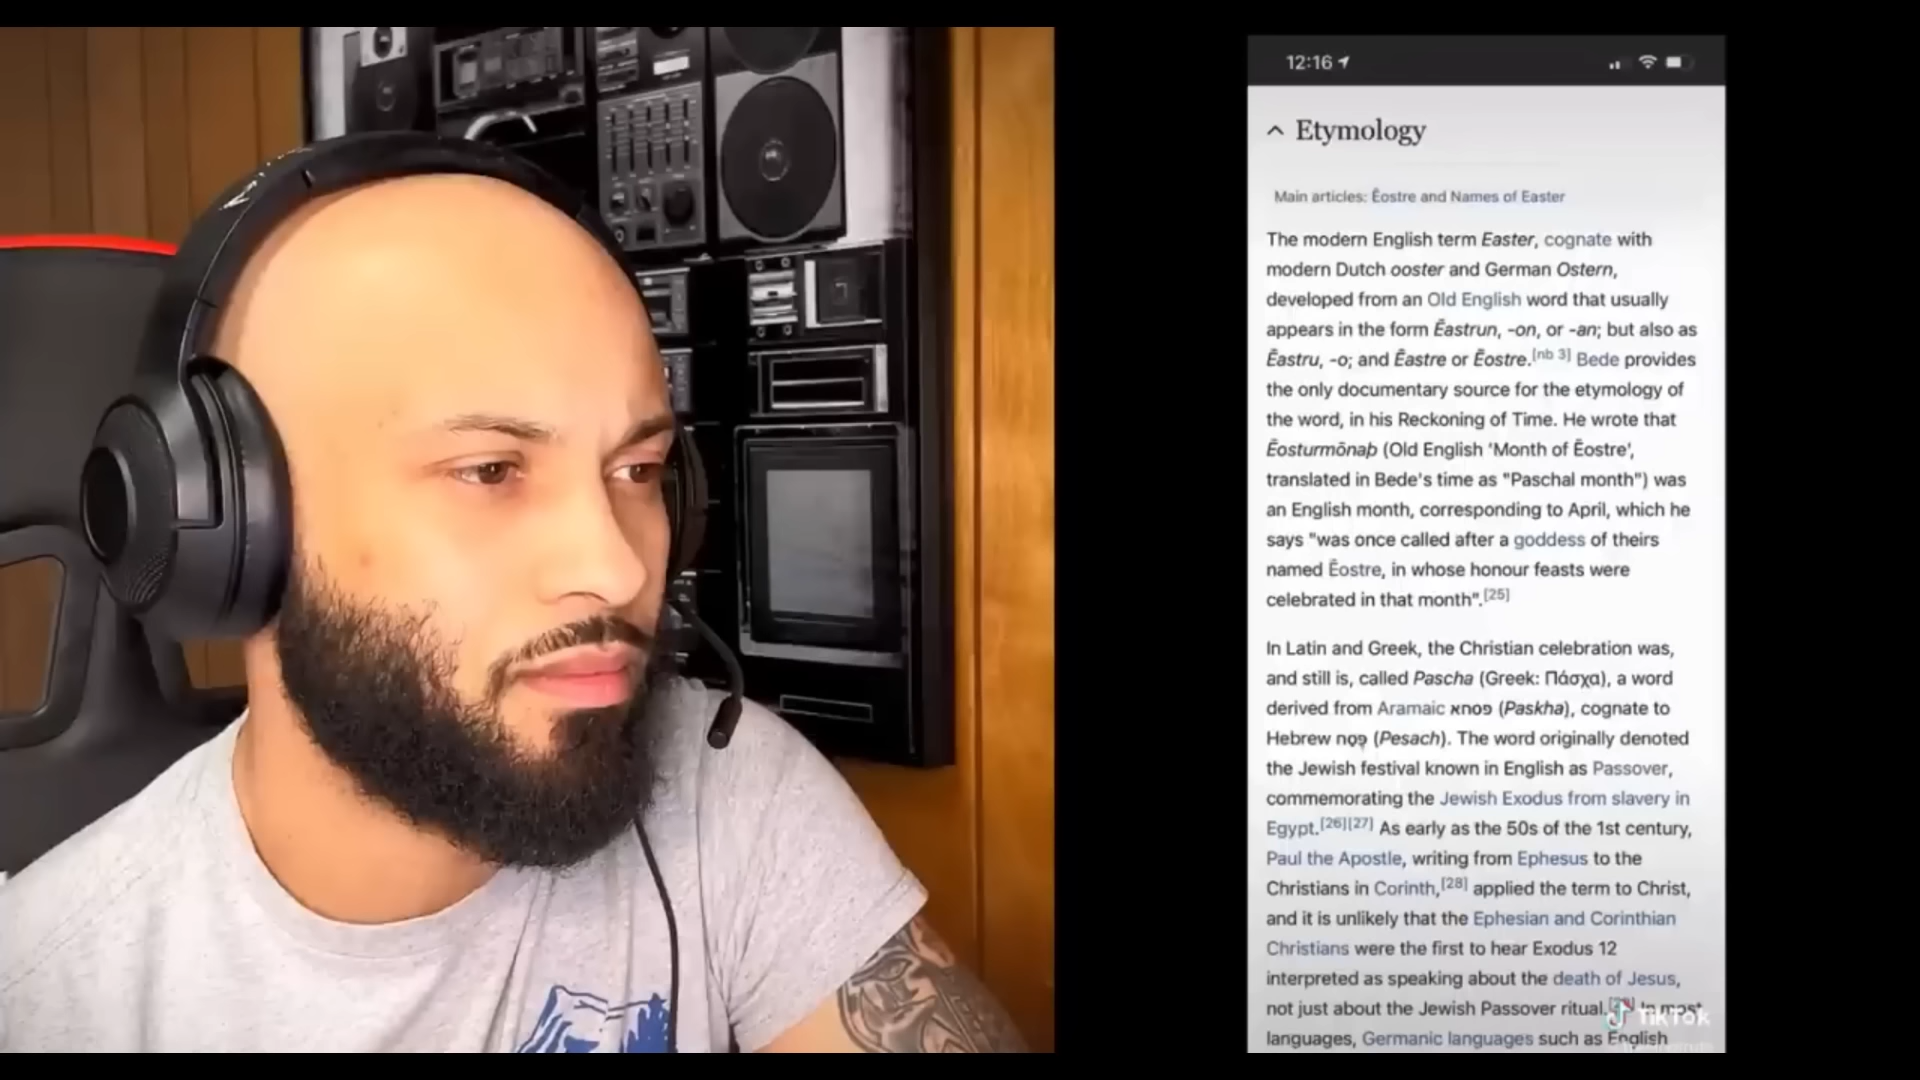 12:16
Etymology
Main articles: Ēostre and Names of Easter
The modern English term Easter, cognate with
modern Dutch ooster and German Ostern,
developed from an Old English word that usually
appears in the form Ēastrun, -on, or -an; but also as
Ēastru, -o; and Ēastre or Ēostre.[nb 3] Bede provides
the only documentary source for the etymology of
the word, in his Reckoning of Time. He wrote that
Ēosturmōnaþ (Old English 'Month of Ēostre',
translated in Bede's time as "Paschal month") was
an English month, corresponding to April, which he
says "was once called after a goddess of theirs
named Ēostre, in whose honour feasts were
celebrated in that month".[25]
In Latin and Greek, the Christian celebration was,
and still is, called Pascha (Greek: Πάσχα), a word
derived from Aramaic פסחא (Paskha), cognate to
Hebrew פֶּסַח (Pesach). The word originally denoted
the Jewish festival known in English as Passover,
commemorating the Jewish Exodus from slavery in
Egypt.[26][27] As early as the 50s of the 1st century,
Paul the Apostle, writing from Ephesus to the
Christians in Corinth,[28] applied the term to Christ,
and it is unlikely that the Ephesian and Corinthian
Christians were the first to hear Exodus 12
interpreted as speaking about the death of Jesus,
not just about the Jewish Passover ritual. In most
TikTok
languages, Germanic languages such as English